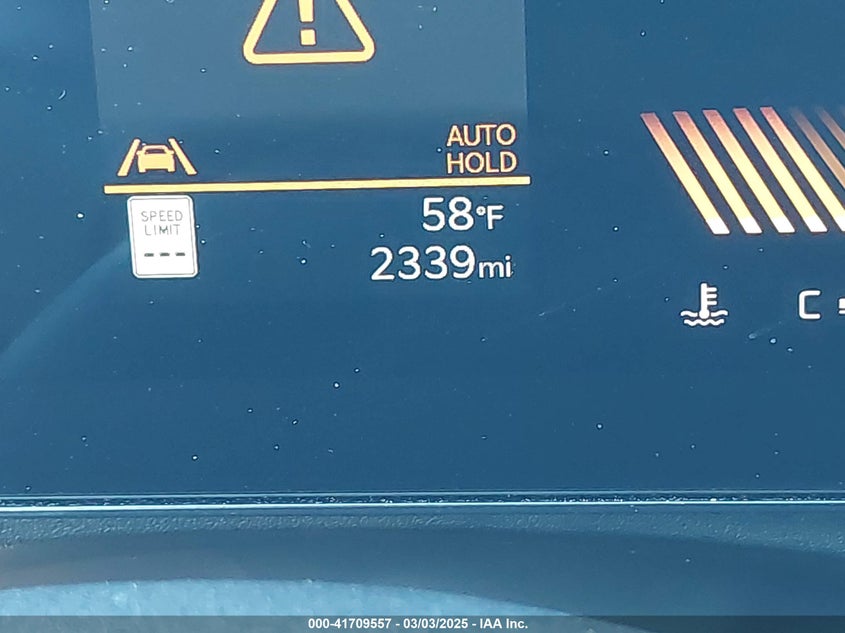 AUTO
HOLD
SPEED
LIMIT
---
58°F
2339mi
C
000-41709557 - 03/03/2025 - IAA Inc.